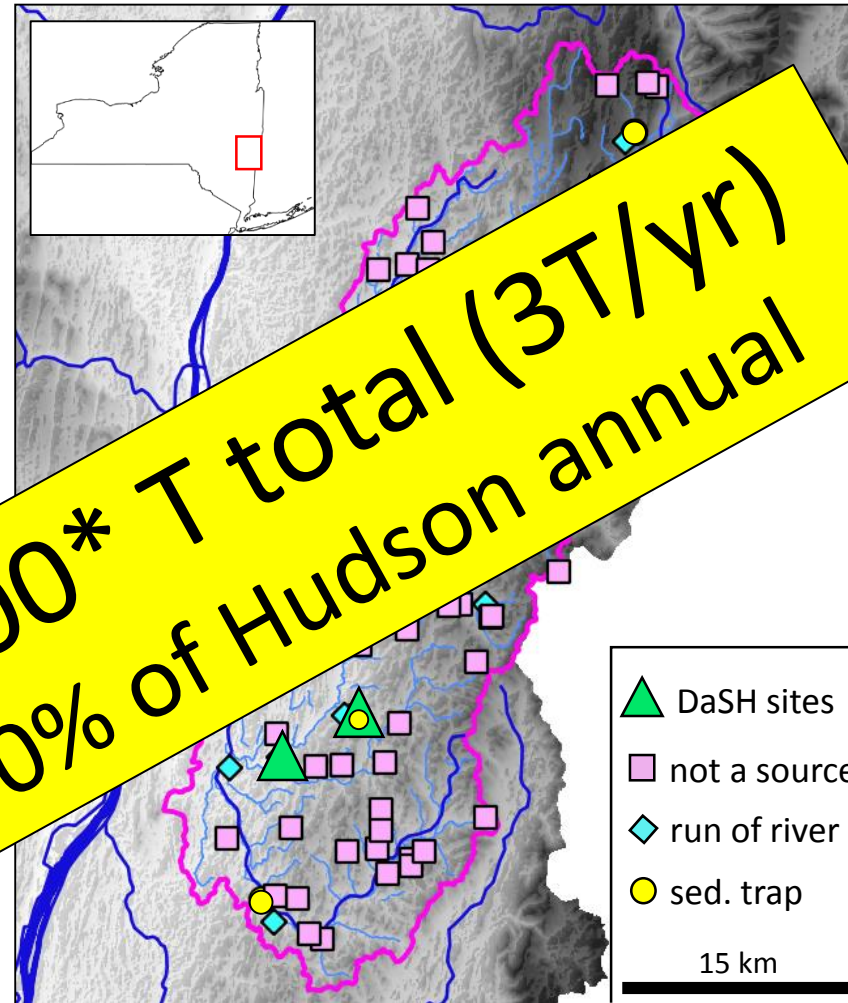 00* T total (3T/yr)
0% of Hudson annual
DaSH sites
not a source
run of river
sed. trap
15 km